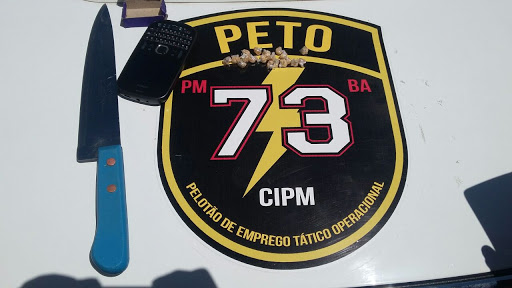 PETO
PM 73 BA
CIPM
PELOTÃO DE EMPREGO TÁTICO OPERACIONAL